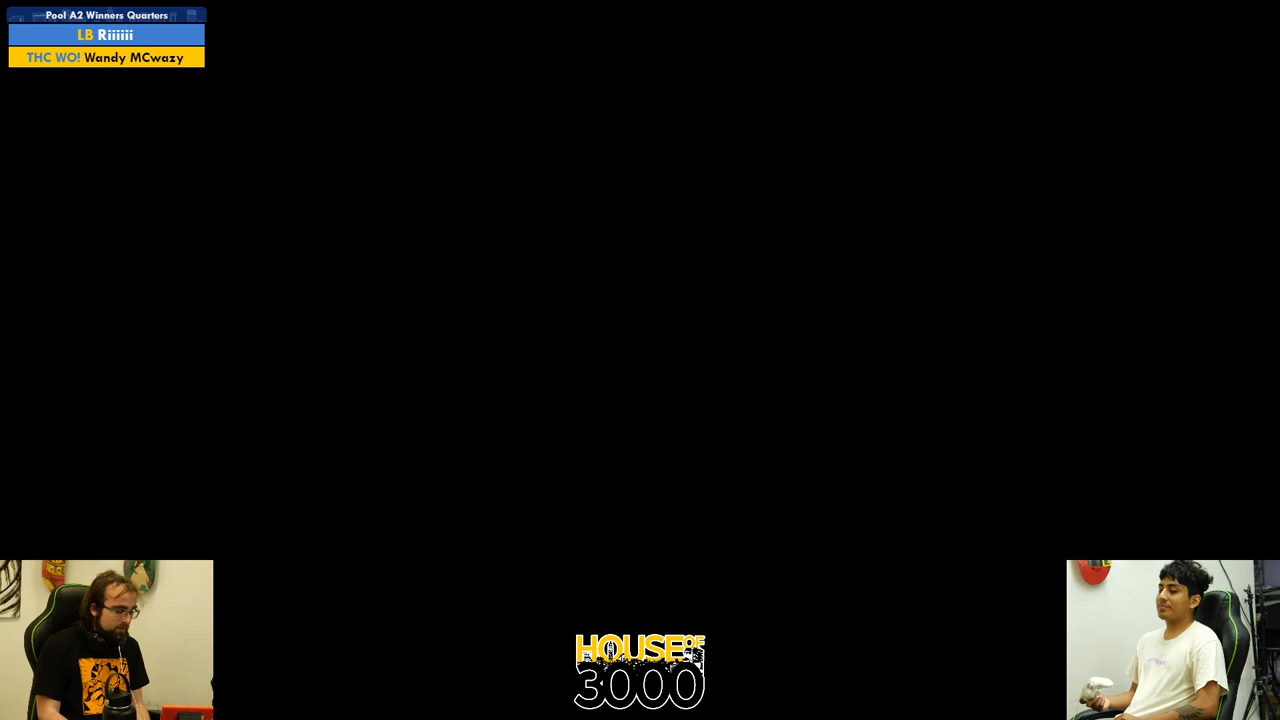 Pool A2 Winners Quarters
LB Riiiiii
THC WO! Wandy MCwazy
HOUSE OF
3000